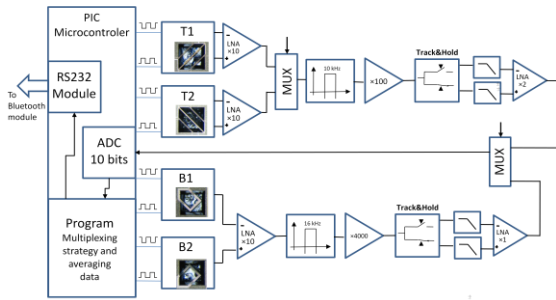 PIC
Microcontroler
RS232
Module
To
Bluetooth
module
ADC
10 bits
Program
Multiplexing
strategy and
averaging
data
T1
LNA
×10
T2
LNA
×10
MUX
10 kHz
×100
Track&Hold
LNA
×2
MUX
B1
B2
LNA
×10
16 kHz
×4000
Track&Hold
LNA
×1